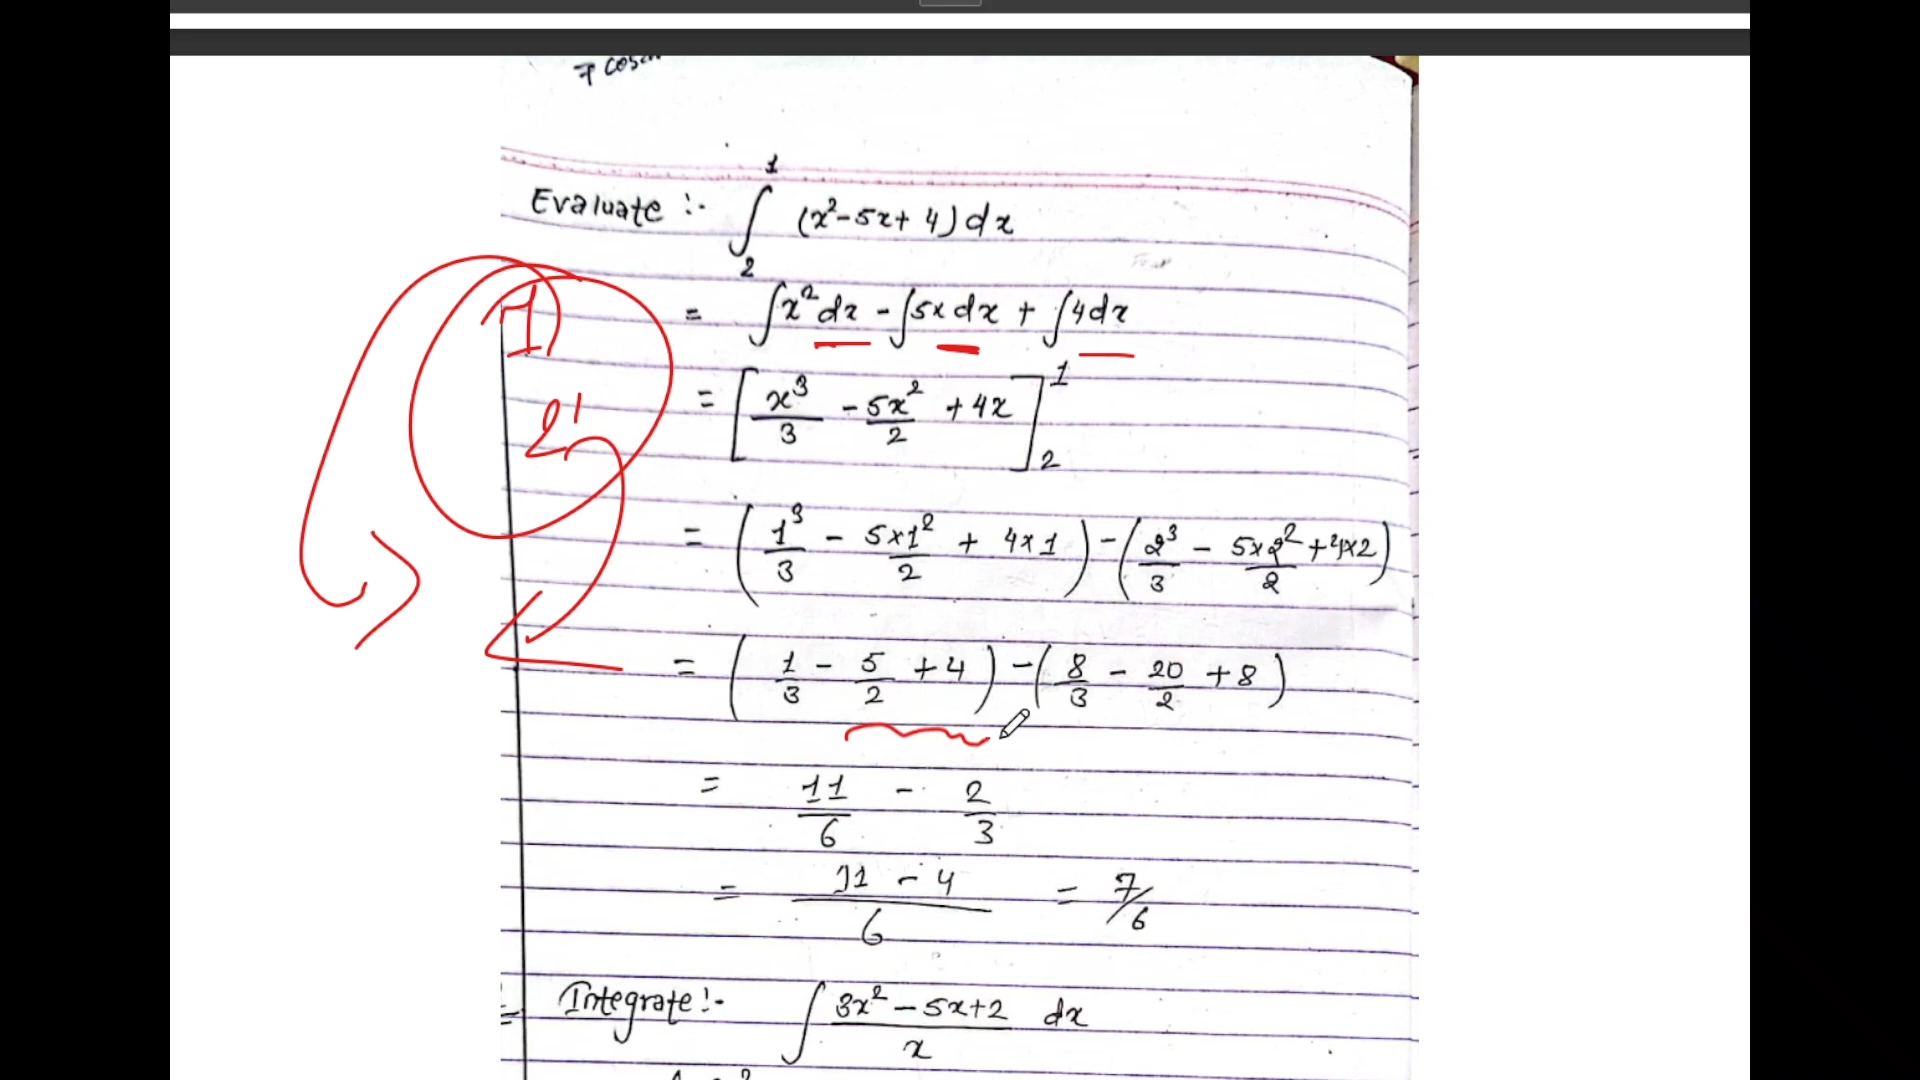 Evaluate :- ∫₂¹ (x²-5x+4)dx
= ∫x²dx - ∫5x dx + ∫4dx
= [x³/3 - 5x²/2 + 4x]₂¹
1
2
= (1³/3 - 5×1²/2 + 4×1) - (2³/3 - 5×2²/2 + 4×2)
= (1/3 - 5/2 + 4) - (8/3 - 20/2 + 8)
= 11/6 - 2/3
= 11 - 4/6 = 7/6
Integrate :- ∫ 3x² - 5x+2/x dx